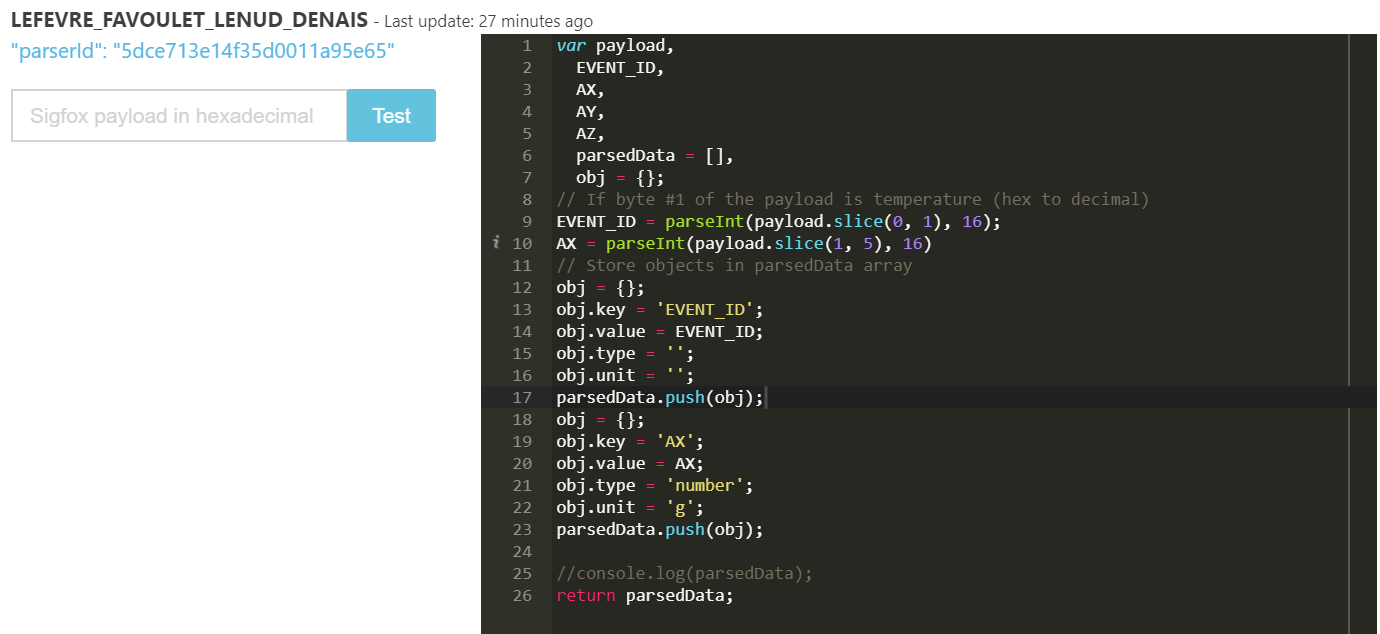 LEFEVRE_FAVOULET_LENUD_DENAIS - Last update: 27 minutes ago
"parserId": "5dce713e14f35d0011a95e65"
Sigfox payload in hexadecimal
Test
1 var payload,
2 EVENT_ID,
3 AX,
4 AY,
5 AZ,
6 parsedData = [],
7 obj = {};
8 // If byte #1 of the payload is temperature (hex to decimal)
9 EVENT_ID = parseInt(payload.slice(0, 1), 16);
i 10 AX = parseInt(payload.slice(1, 5), 16)
11 // Store objects in parsedData array
12 obj = {};
13 obj.key = 'EVENT_ID';
14 obj.value = EVENT_ID;
15 obj.type = '';
16 obj.unit = '';
17 parsedData.push(obj);
18 obj = {};
19 obj.key = 'AX';
20 obj.value = AX;
21 obj.type = 'number';
22 obj.unit = 'g';
23 parsedData.push(obj);
24
25 //console.log(parsedData);
26 return parsedData;